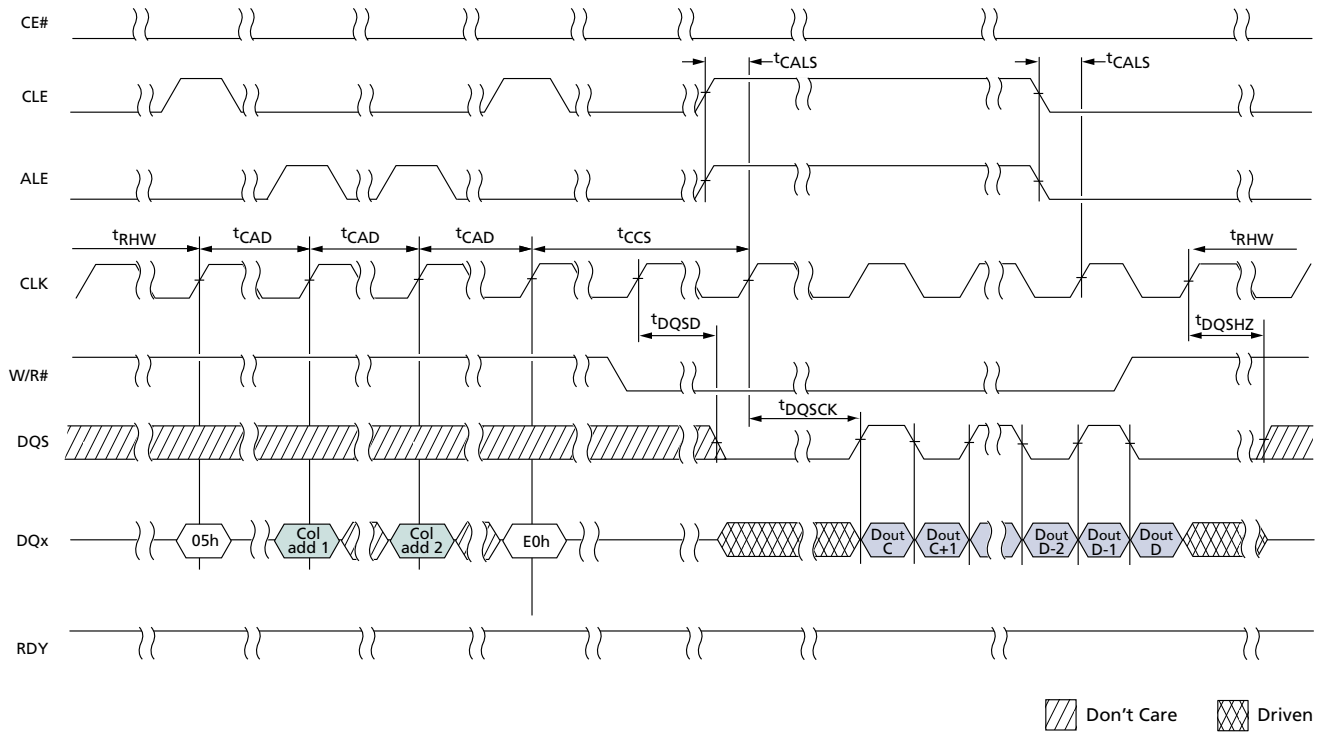 CE#
tCALS
tCALS
CLE
ALE
tRHW
tCAD
tCAD
tCAD
tCCS
tRHW
CLK
tDQSD
tDQSHZ
W/R#
tDQSCK
DQS
DQx
05h
Col
add 1
Col
add 2
E0h
Dout
C
Dout
C+1
Dout
D-2
Dout
D-1
Dout
D
RDY
Don't Care
Driven